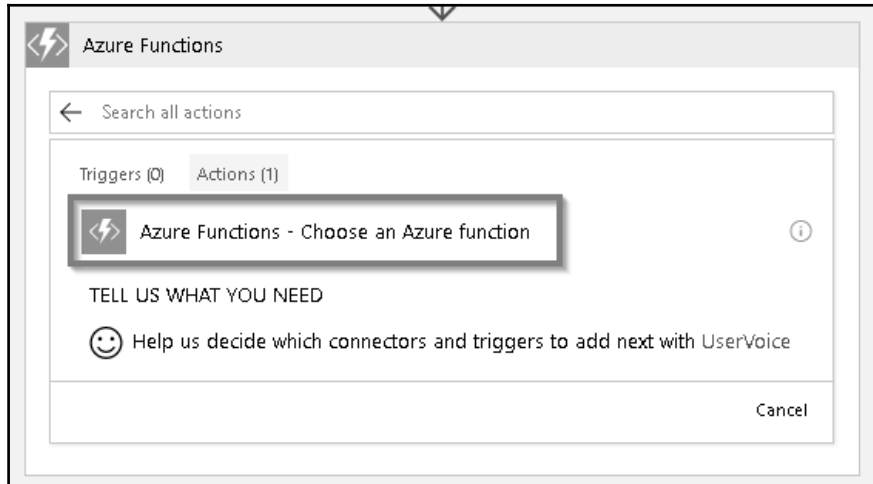 Azure Functions
Search all actions
Triggers (0) Actions (1)
Azure Functions - Choose an Azure function
TELL US WHAT YOU NEED
Help us decide which connectors and triggers to add next with UserVoice
Cancel